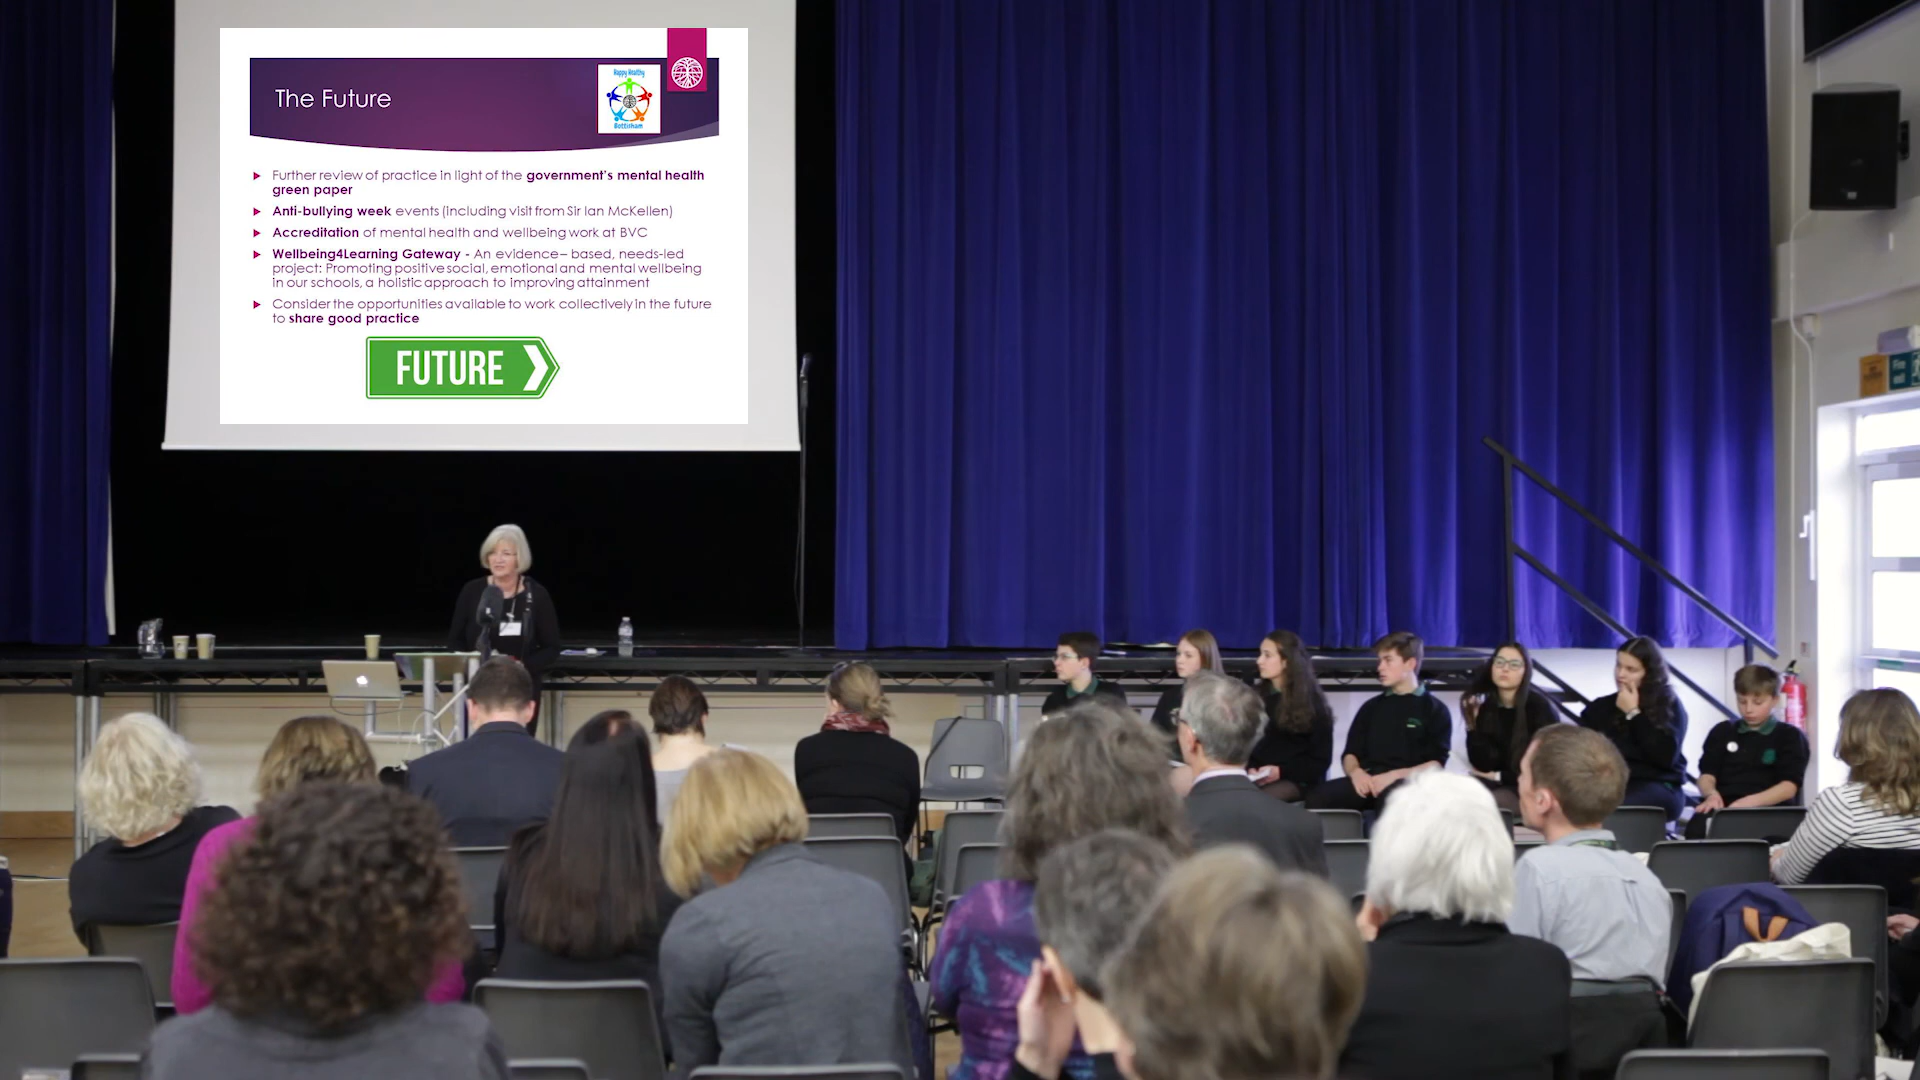 The Future
Happy Healthy
Bottisham
Further review of practice in light of the government's mental health
green paper
Anti-bullying week events (including visit from Sir Ian McKellen)
Accreditation of mental health and wellbeing work at BVC
Wellbeing4Learning Gateway - An evidence– based, needs-led
project: Promoting positive social, emotional and mental wellbeing
in our schools, a holistic approach to improving attainment
Consider the opportunities available to work collectively in the future
to share good practice
FUTURE
Fire
exit